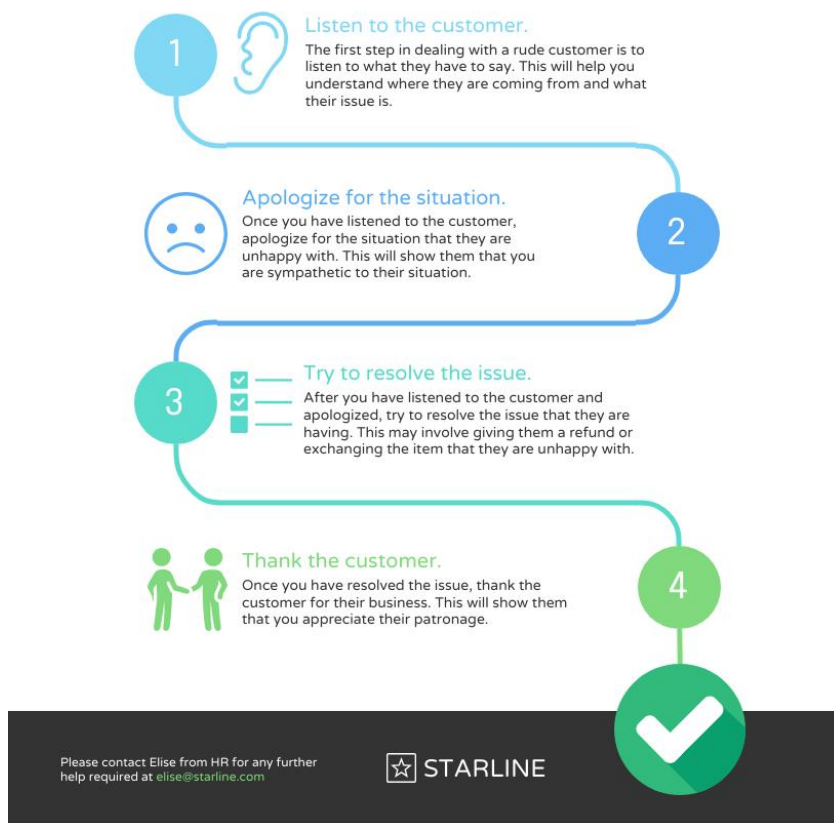 1
Listen to the customer.
The first step in dealing with a rude customer is to
listen to what they have to say. This will help you
understand where they are coming from and what
their issue is.
Apologize for the situation.
Once you have listened to the customer,
apologize for the situation that they are
unhappy with. This will show them that you
are sympathetic to their situation.
2
3
Try to resolve the issue.
After you have listened to the customer and
apologized, try to resolve the issue that they are
having. This may involve giving them a refund or
exchanging the item that they are unhappy with.
Thank the customer.
Once you have resolved the issue, thank the
customer for their business. This will show them
that you appreciate their patronage.
4
Please contact Elise from HR for any further
help required at elise@starline.com
STARLINE